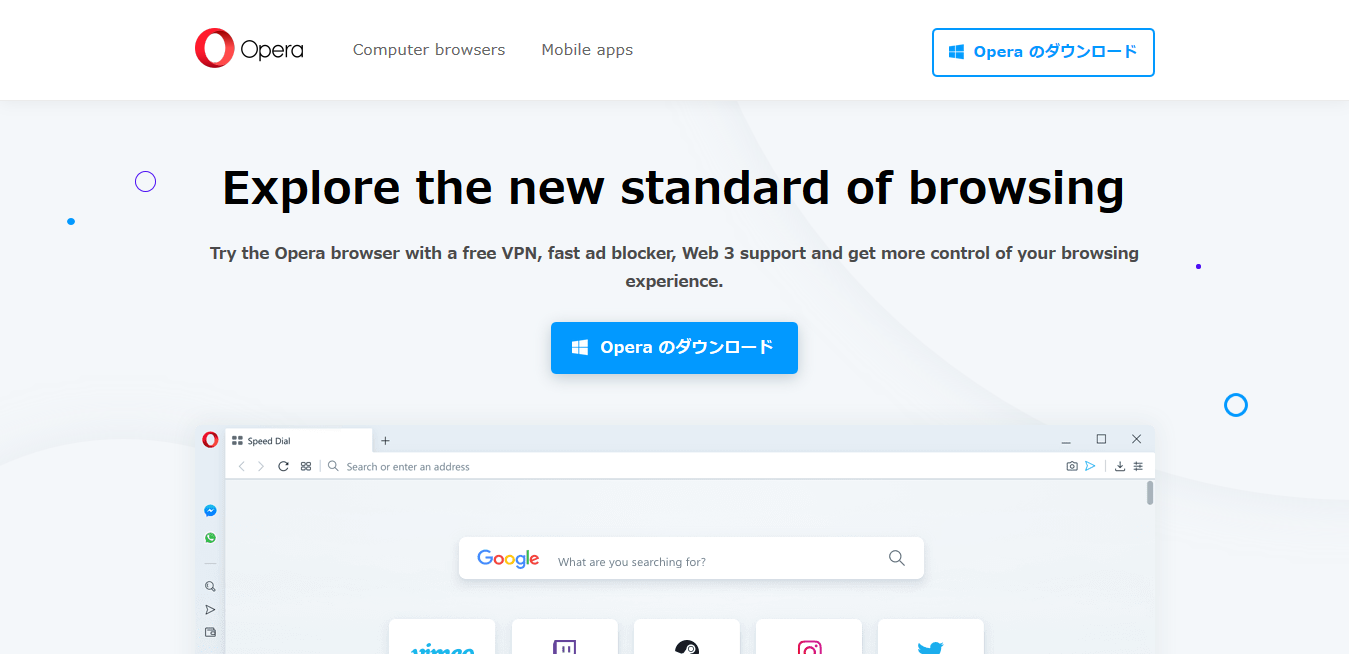 Opera
Computer browsers
Mobile apps
Opera のダウンロード
Explore the new standard of browsing
Try the Opera browser with a free VPN, fast ad blocker, Web 3 support and get more control of your browsing
experience.
Opera のダウンロード
Speed Dial
Search or enter an address
Google
What are you searching for?
vimeo